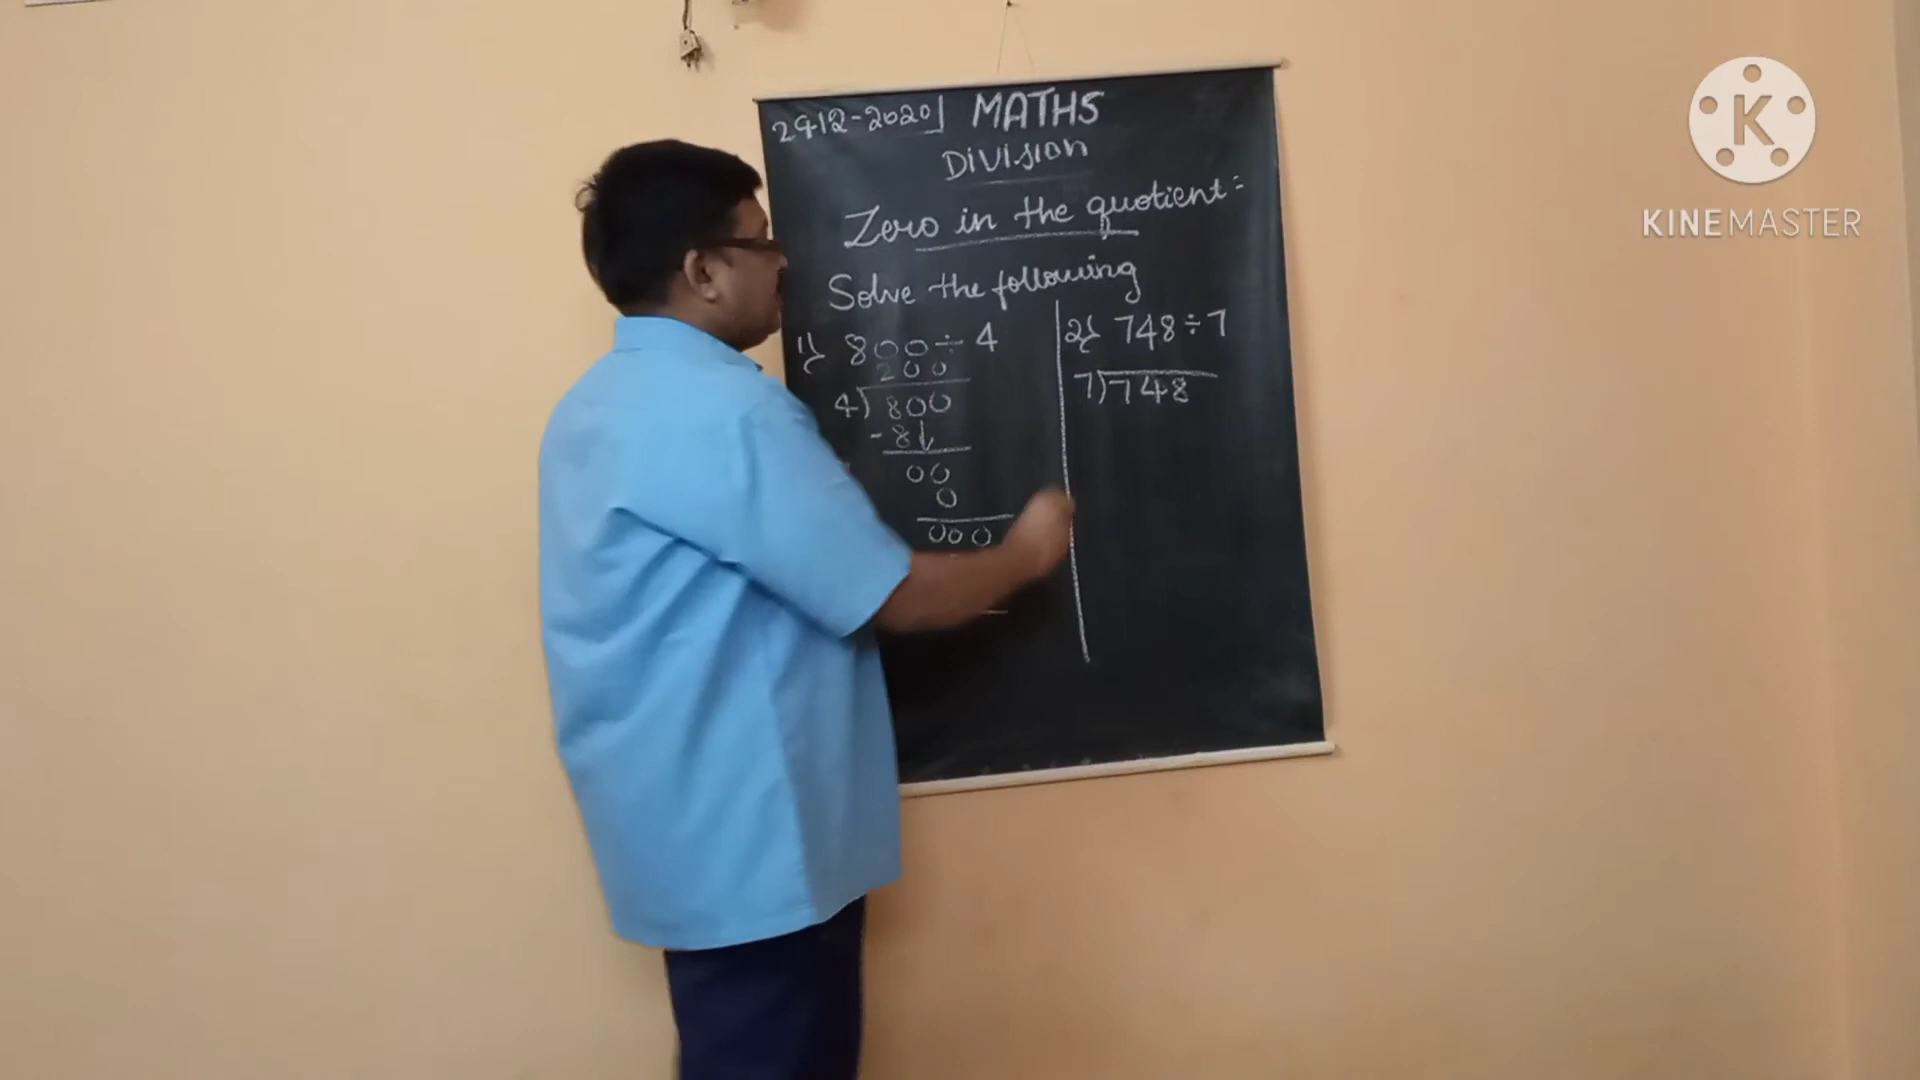 29-12-2020 MATHS
DIVISION
Zero in the quotient:
Solve the following
1) 800÷4
200
4) 800
- 8↓
00
0
000
2) 748÷7
7)748
K
KINEMASTER